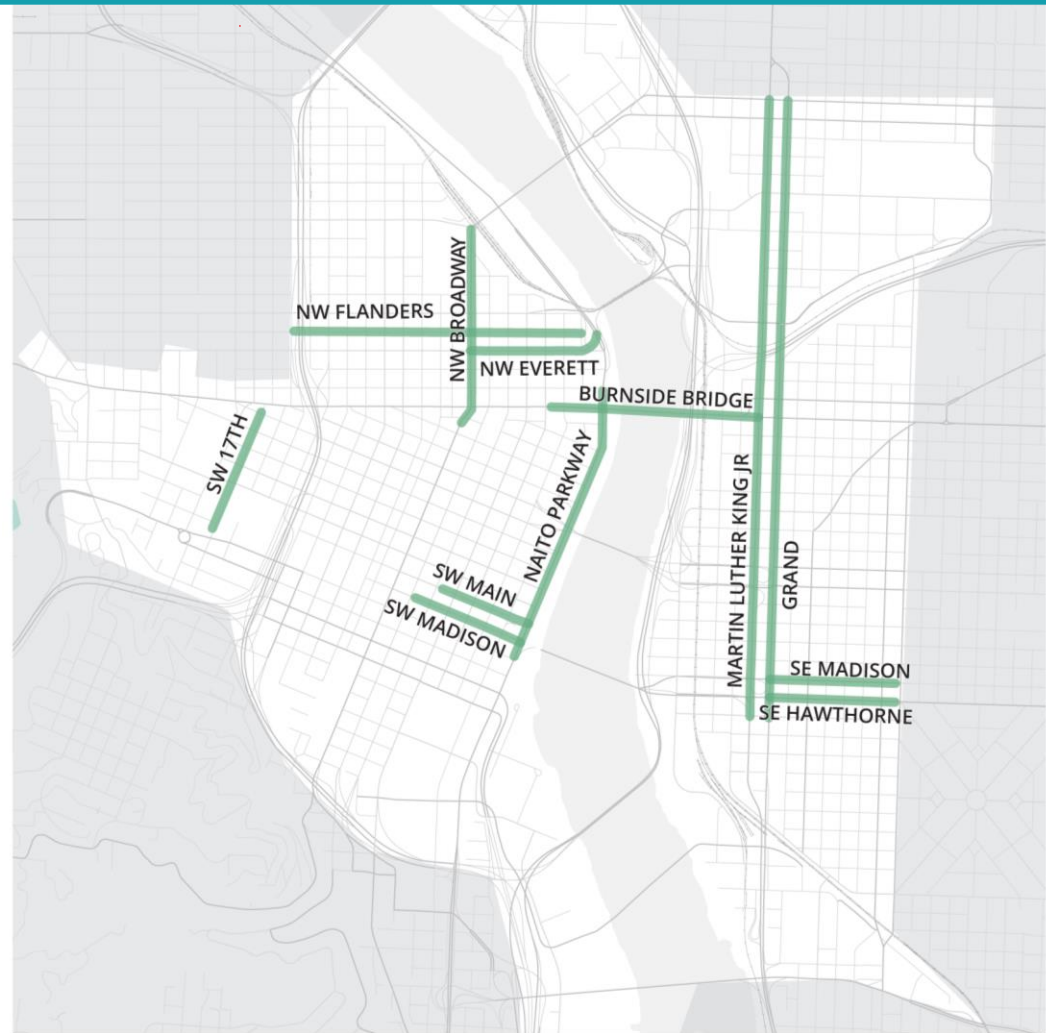 NW FLANDERS
NW BROADWAY
NW EVERETT
BURNSIDE BRIDGE
SW 17TH
NAITO PARKWAY
SW MAIN
SW MADISON
MARTIN LUTHER KING JR
GRAND
SE MADISON
SE HAWTHORNE